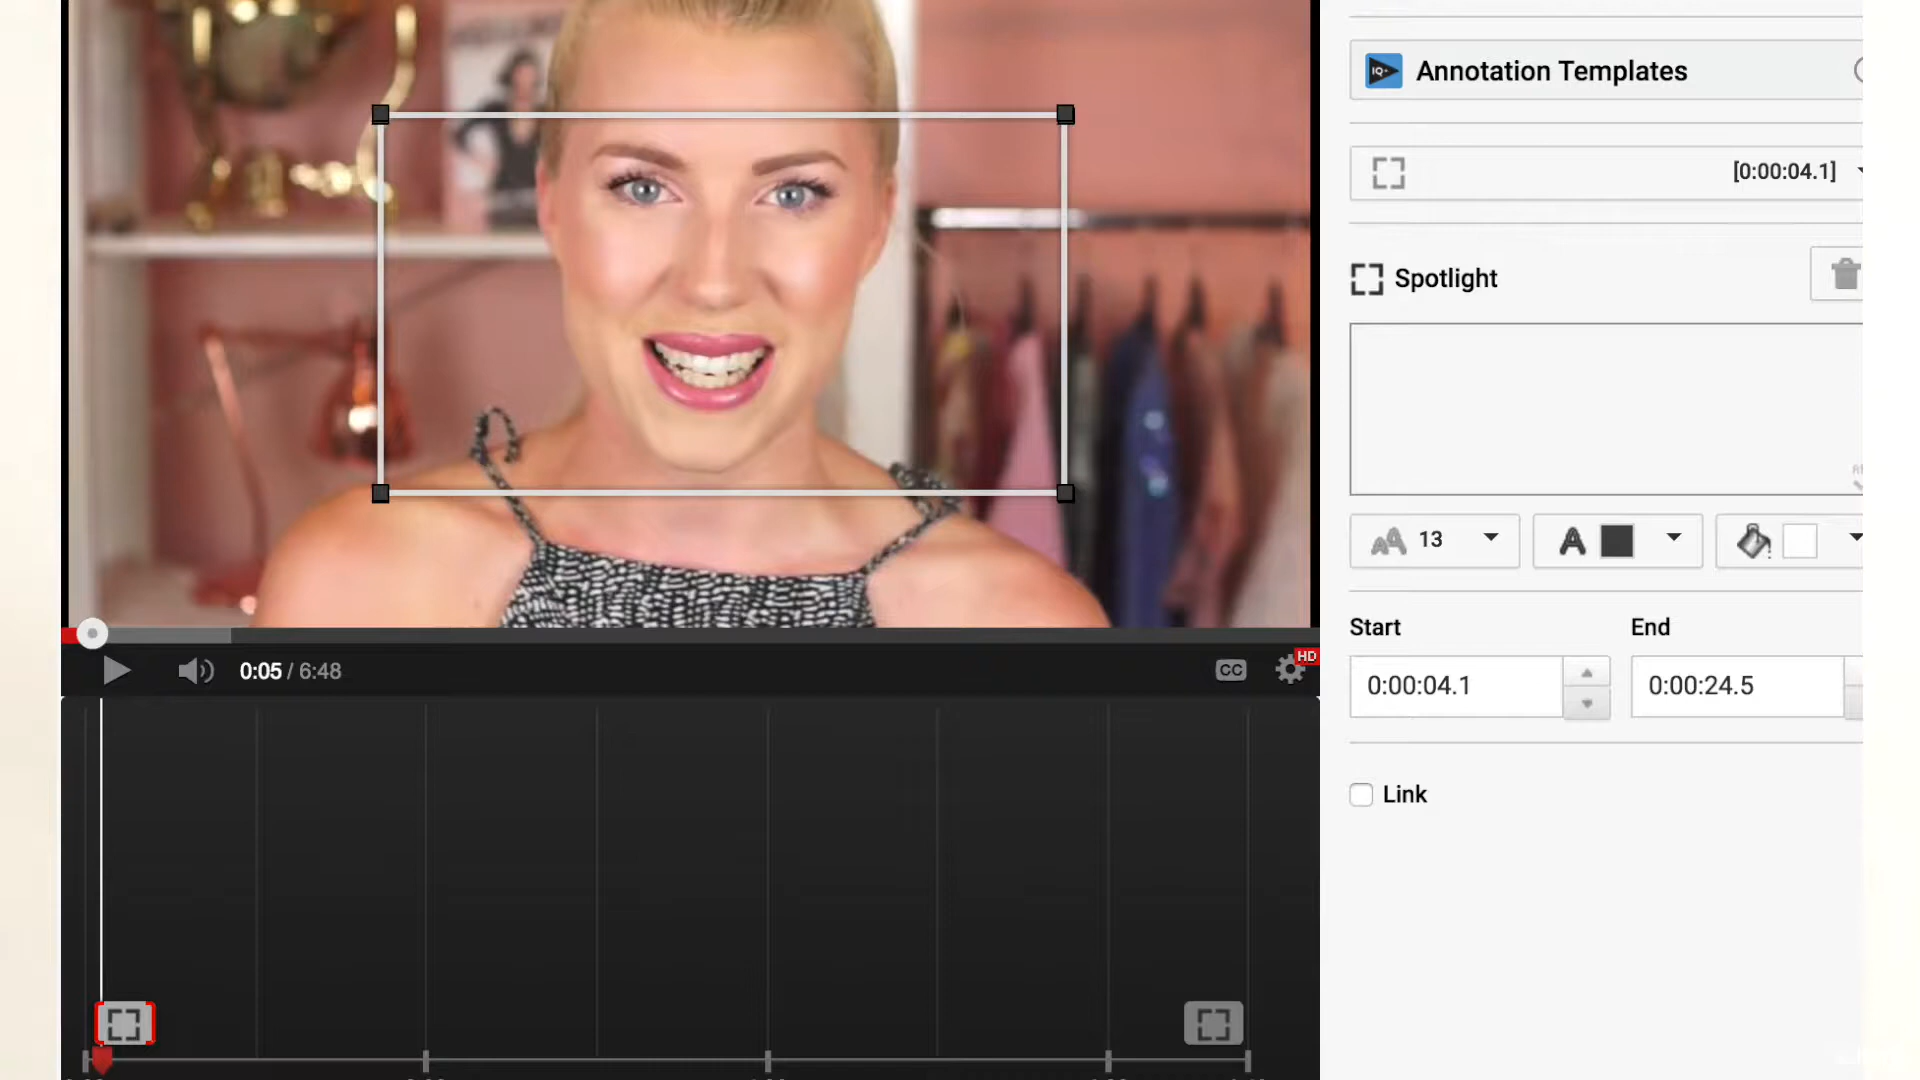 IQ+ Annotation Templates
[0:00:04.1]
Spotlight
13
A
Start
End
0:00:04.1
0:00:24.5
Link
HD
0:05 / 6:48
CC